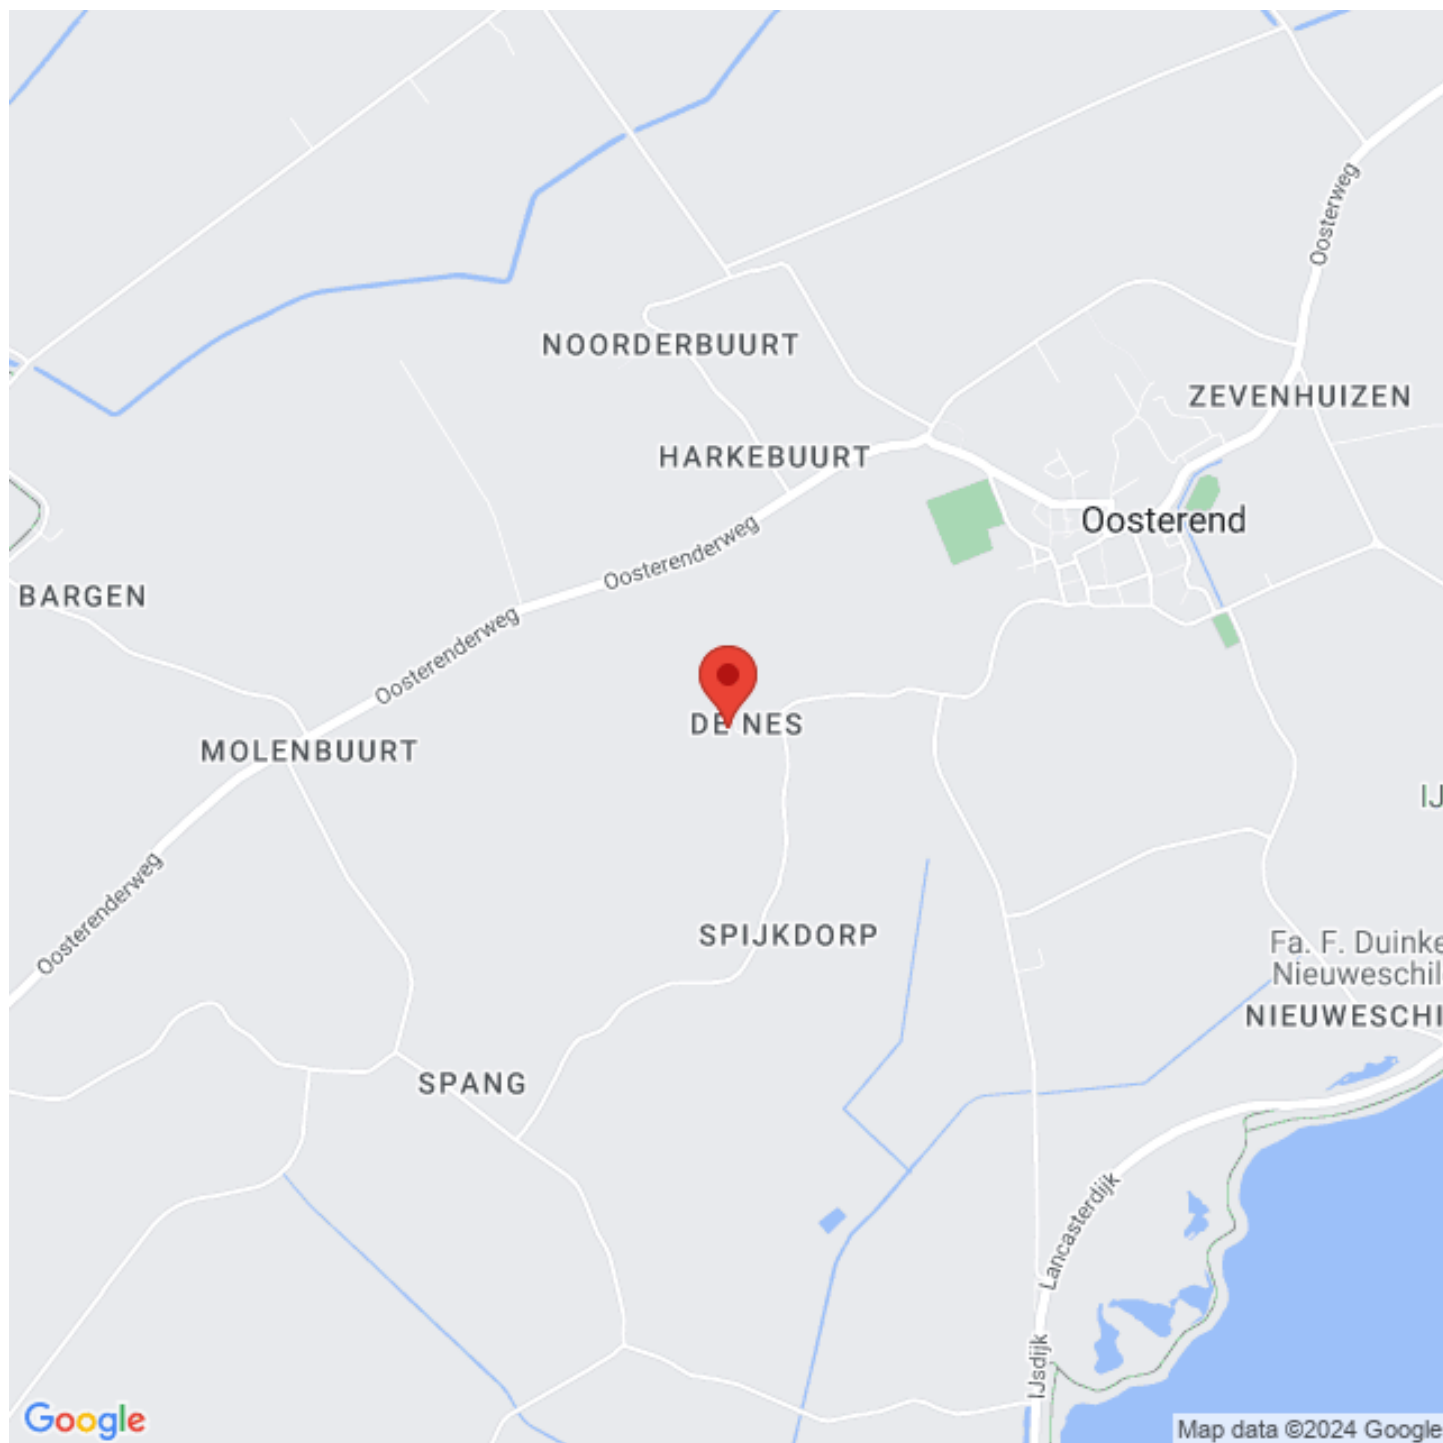 Oosterweg
NOORDERBUURT
ZEVENHUIZEN
HARKEBUURT
Oosterend
Oosterenderweg
BARGEN
Oosterenderweg
DE NES
MOLENBUURT
IJ
Oosterenderweg
SPIJKDORP
Fa. F. Duinke
Nieuweschil
NIEUWESCHI
SPANG
Lancasterdijk
IJsdijk
Google
Map data ©2024 Google